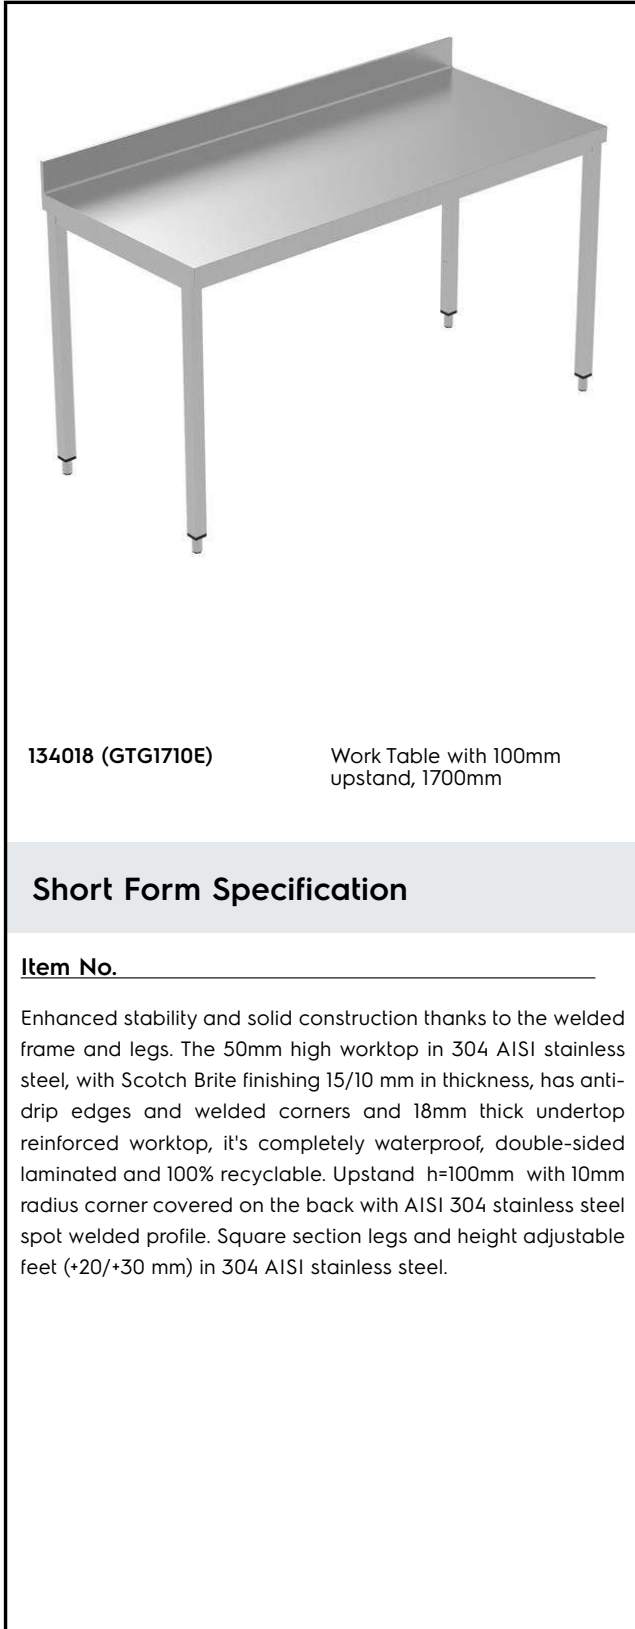 134018 (GTG1710E)
Work Table with 100mm
upstand, 1700mm
Short Form Specification
Item No.
Enhanced stability and solid construction thanks to the welded
frame and legs. The 50mm high worktop in 304 AISI stainless
steel, with Scotch Brite finishing 15/10 mm in thickness, has anti-
drip edges and welded corners and 18mm thick undertop
reinforced worktop, it's completely waterproof, double-sided
laminated and 100% recyclable. Upstand h=100mm with 10mm
radius corner covered on the back with AISI 304 stainless steel
spot welded profile. Square section legs and height adjustable
feet (+20/+30 mm) in 304 AISI stainless steel.